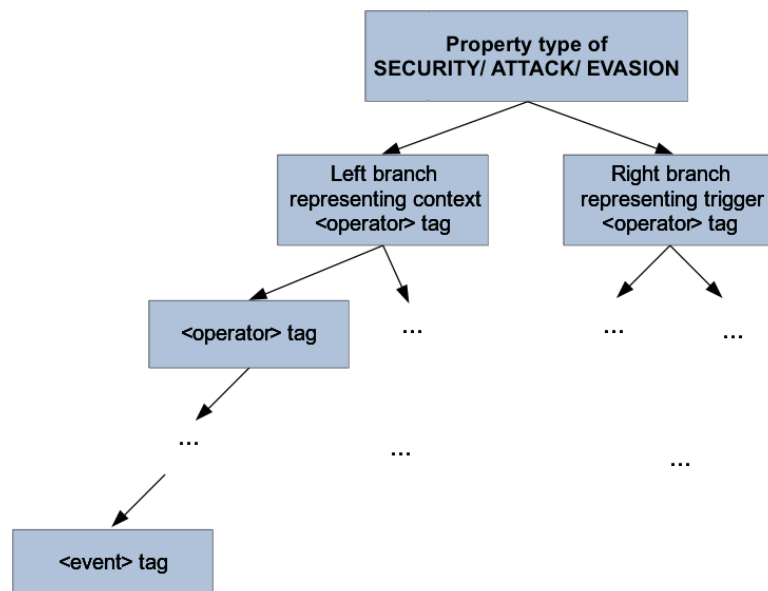 Property type of
SECURITY/ ATTACK/ EVASION
Left branch
representing context
<operator> tag
Right branch
representing trigger
<operator> tag
<operator> tag
...
...
...
...
...
...
<event> tag